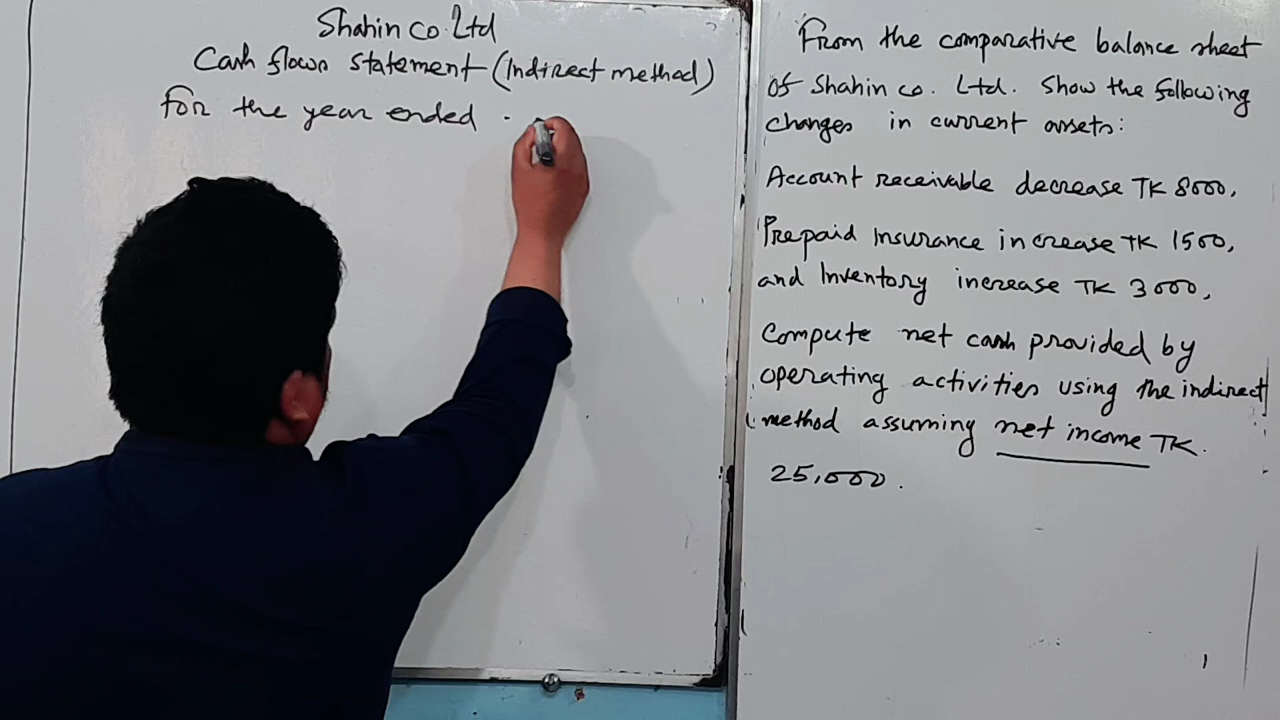 Shahin Co. Ltd
Cash flows statement (Indirect method)
For the year ended
From the comparative balance sheet
of Shahin co. Ltd. Show the following
changes in current assets:
Account receivable decrease TK 8000,
Prepaid Insurance increase TK 1500,
and Inventory increase TK 3000,
Compute net cash provided by
operating activities using the indirect
method assuming net income TK.
25,000.